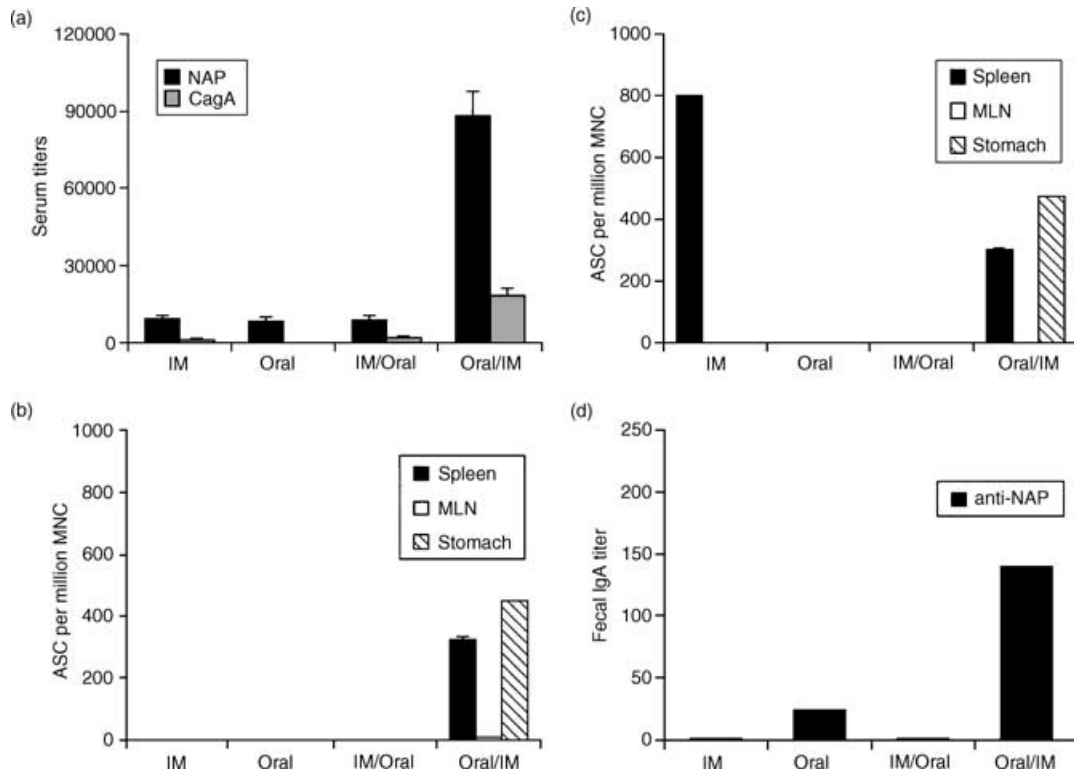 (a)
120000
90000
60000
30000
0
Serum titers
NAP
CagA
IM Oral IM/Oral Oral/IM
(c)
1000
800
600
400
200
0
ASC per million MNC
Spleen
MLN
Stomach
IM Oral IM/Oral Oral/IM
(b)
1000
800
600
400
200
0
ASC per million MNC
Spleen
MLN
Stomach
IM Oral IM/Oral Oral/IM
(d)
250
200
150
100
50
0
Fecal IgA titer
anti-NAP
IM Oral IM/Oral Oral/IM